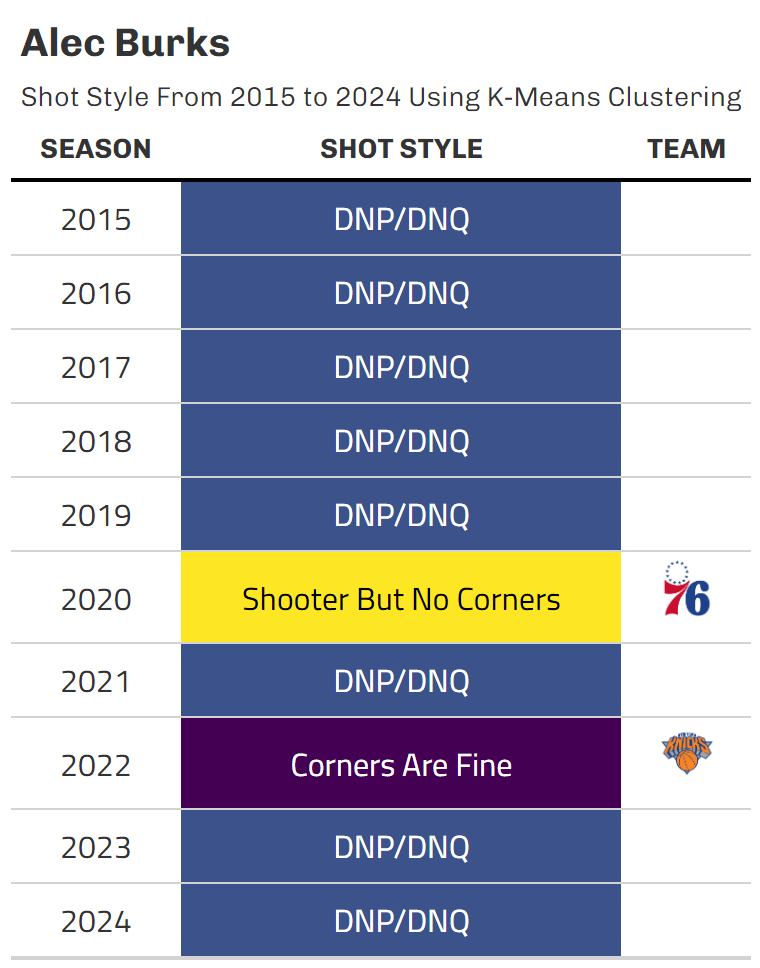 Alec Burks
Shot Style From 2015 to 2024 Using K-Means Clustering
SEASON SHOT STYLE TEAM
2015 DNP/DNQ
2016 DNP/DNQ
2017 DNP/DNQ
2018 DNP/DNQ
2019 DNP/DNQ
2020 Shooter But No Corners 76
2021 DNP/DNQ
2022 Corners Are Fine KNICKS
2023 DNP/DNQ
2024 DNP/DNQ